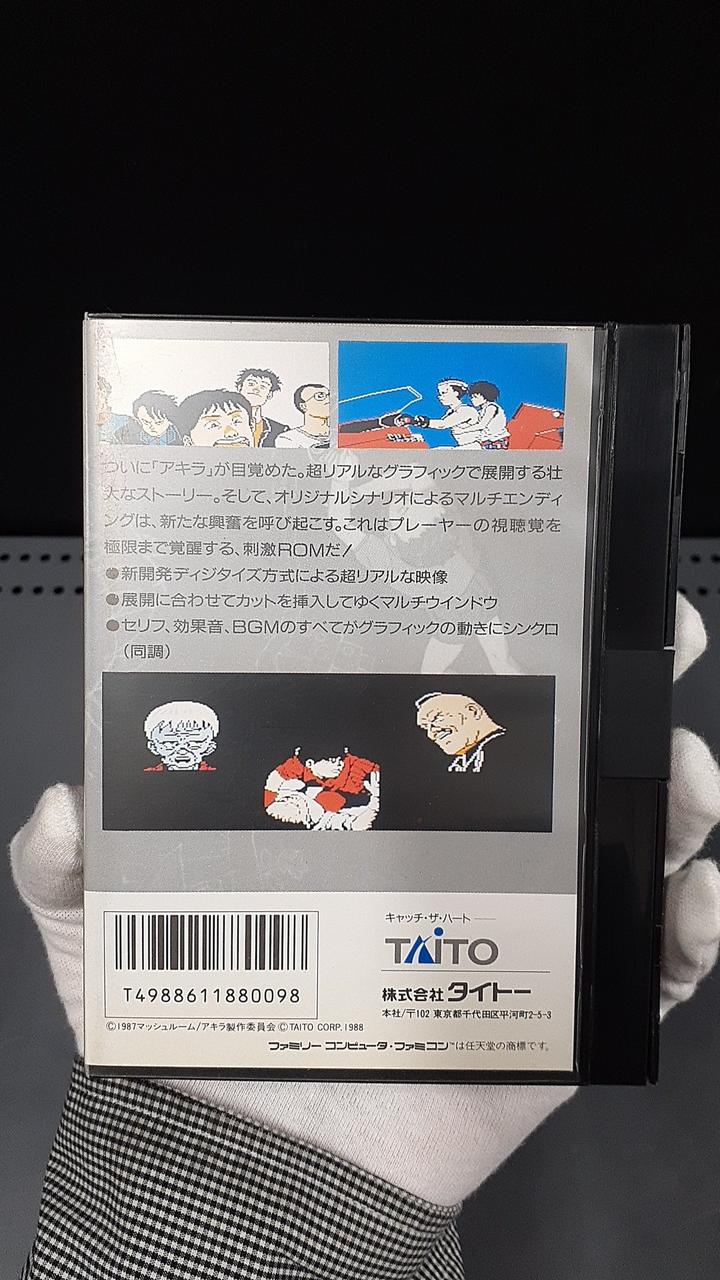 ついに「アキラ」が目覚めた。超リアルなグラフィックで展開する壮
大なストーリー。そして、オリジナルシナリオによるマルチエンディ
ングは、新たな興奮を呼び起こす。これはプレーヤーの視聴覚を
極限まで覚醒する、刺激ROMだ!
●新開発ディジタイズ方式による超リアルな映像
●展開に合わせてカットを挿入してゆくマルチウインドウ
●セリフ、効果音、BGMのすべてがグラフィックの動きにシンクロ
(同調)
T4988611880098
キャッチ・ザ・ハート
TAITO
株式会社タイトー
本社/〒102 東京都千代田区平河町2-5-3
©1987マッシュルーム/アキラ製作委員会 ©TAITO CORP. 1988
ファミリー コンピュータ・ファミコン™は任天堂の商標です。